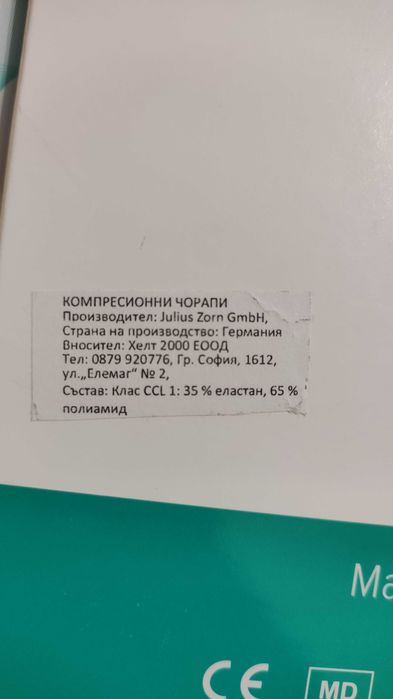 КОМПРЕСИОННИ ЧОРАПИ
Производител: Julius Zorn GmbH,
Страна на производство: Германия
Вносител: Хелт 2000 ЕООД
Тел: 0879 920776, Гр. София, 1612,
ул.„Елемаг“ № 2,
Състав: Клас CCL 1: 35 % еластан, 65 %
полиамид
Ma
CE MD